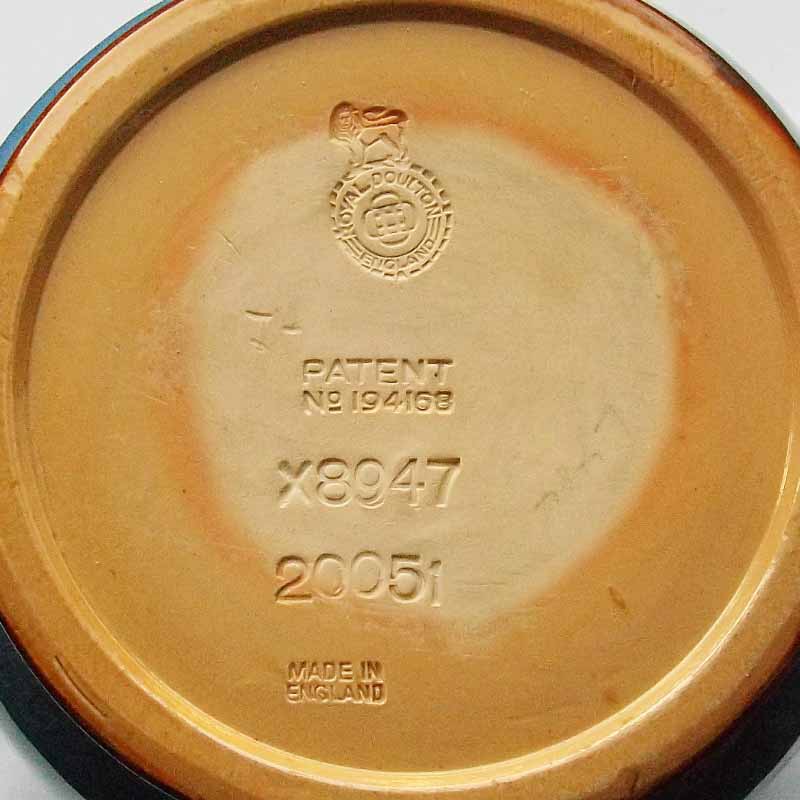 ROYAL DOULTON
ENGLAND
PATENT
No 194168
X8947
20051
MADE IN
ENGLAND